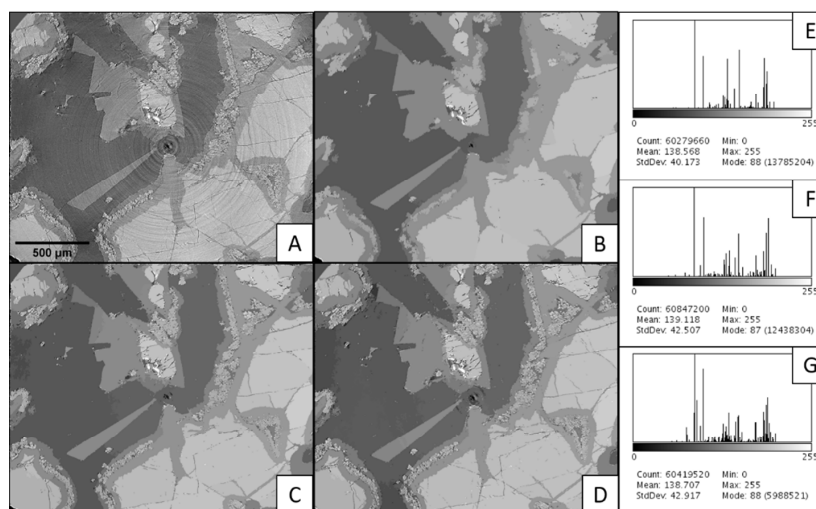 A
500 µm
B
C
D
E
0
255
Count: 60279660 Min: 0
Mean: 138.568 Max: 255
StdDev: 40.173 Mode: 88 (13785204)
F
0
255
Count: 60847200 Min: 0
Mean: 139.118 Max: 255
StdDev: 42.507 Mode: 87 (12438304)
G
0
255
Count: 60419520 Min: 0
Mean: 138.707 Max: 255
StdDev: 42.917 Mode: 88 (5988521)